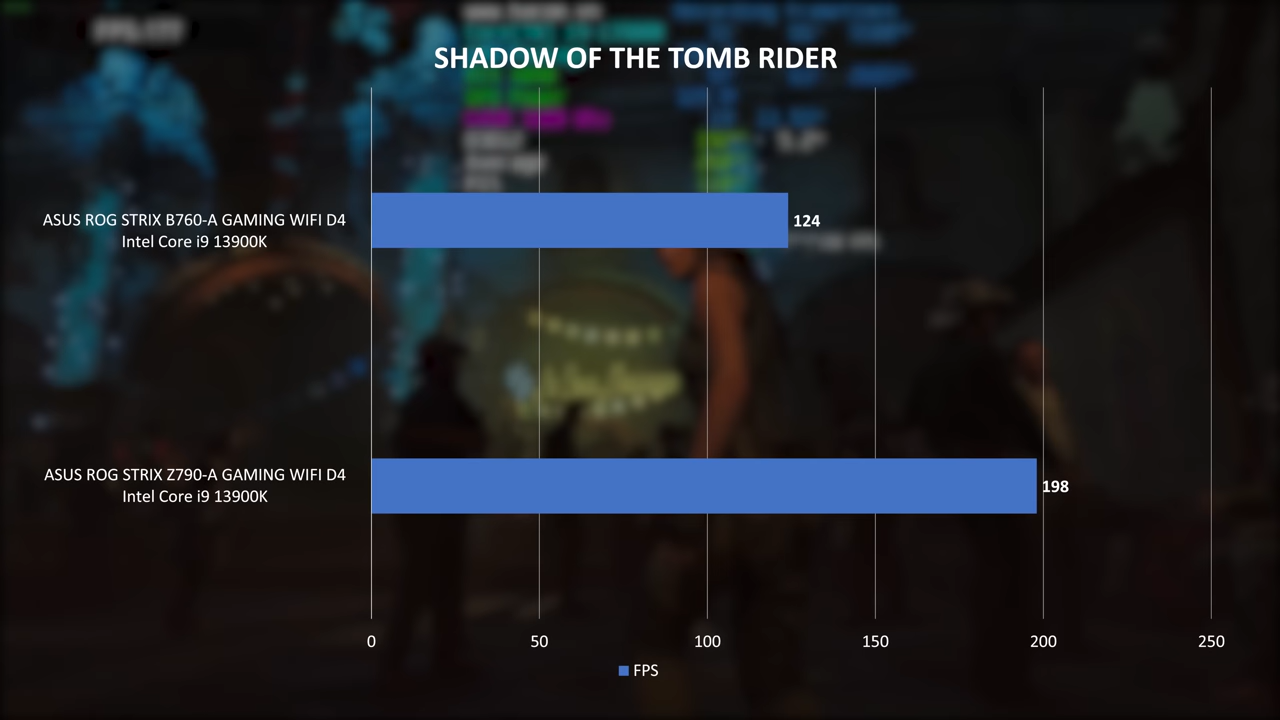 SHADOW OF THE TOMB RIDER
ASUS ROG STRIX B760-A GAMING WIFI D4
Intel Core i9 13900K
124
ASUS ROG STRIX Z790-A GAMING WIFI D4
Intel Core i9 13900K
198
0 50 100 150 200 250
FPS